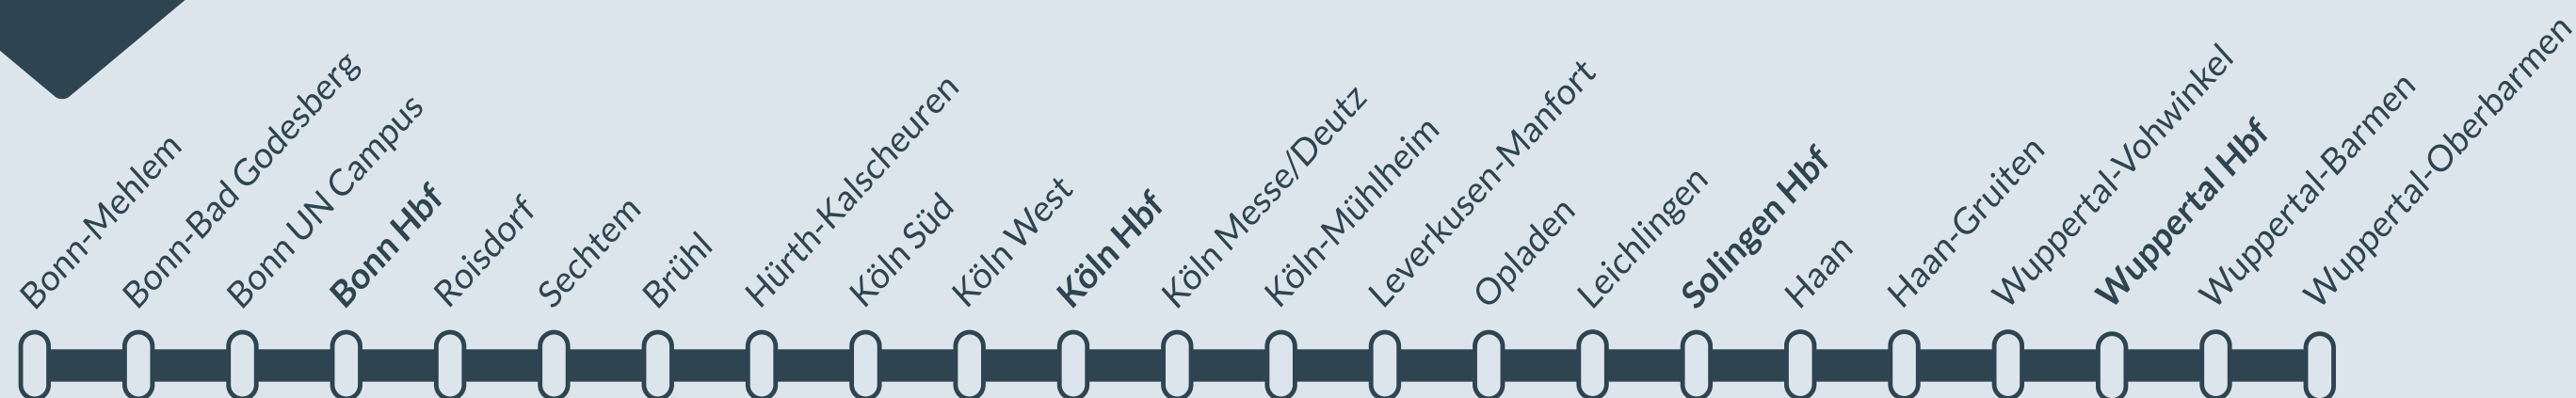 Bonn-Mehlem
Bonn-Bad Godesberg
Bonn UN Campus
Bonn Hbf
Roisdorf
Sechtem
Brühl
Hürth-Kalscheuren
Köln Süd
Köln West
Köln Hbf
Köln Messe/Deutz
Köln-Mühlheim
Leverkusen-Manfort
Opladen
Leichlingen
Solingen Hbf
Haan
Haan-Gruiten
Wuppertal-Vohwinkel
Wuppertal Hbf
Wuppertal-Barmen
Wuppertal-Oberbarmen